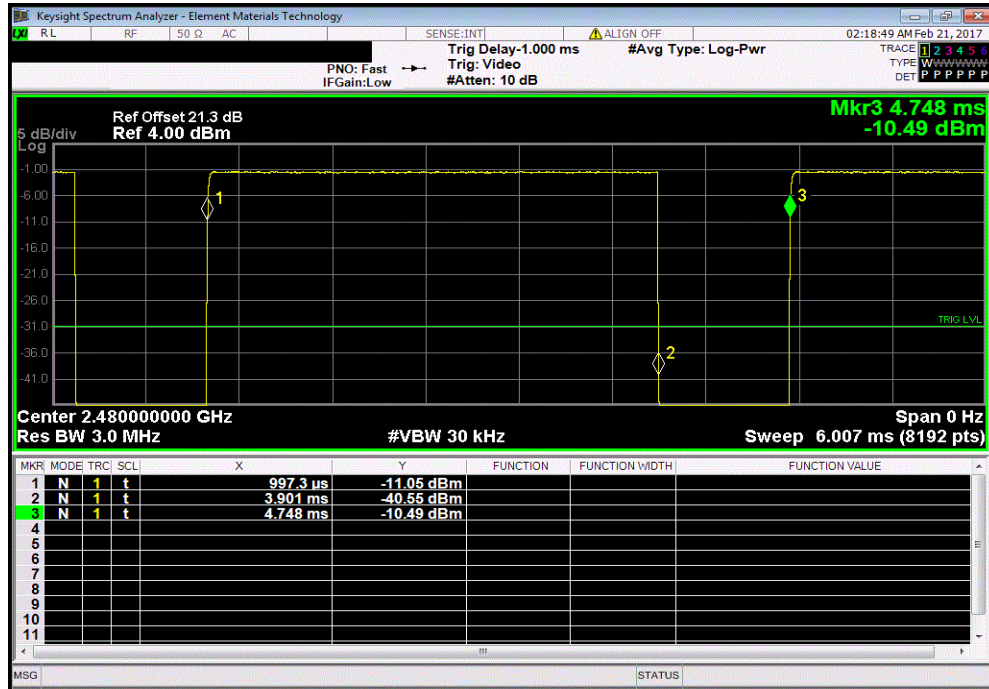 Keysight Spectrum Analyzer - Element Materials Technology
LXI RL RF 50 Ω AC SENSE:INT ALIGN OFF 02:18:49 AM Feb 21, 2017
Trig Delay-1.000 ms #Avg Type: Log-Pwr TRACE 1 2 3 4 5 6
PNO: Fast Trig: Video TYPE WWWWWW
IFGain:Low #Atten: 10 dB DET P P P P P P
Mkr3 4.748 ms
-10.49 dBm
Ref Offset 21.3 dB
5 dB/div Ref 4.00 dBm
Log
-1.00
-6.00
1
3
-11.0
-16.0
-21.0
-26.0
-31.0
TRIG LVL
-36.0
2
-41.0
Center 2.480000000 GHz Span 0 Hz
Res BW 3.0 MHz #VBW 30 kHz Sweep 6.007 ms (8192 pts)
MKR MODE TRC SCL X Y FUNCTION FUNCTION WIDTH FUNCTION VALUE
1 N 1 t 997.3 µs -11.05 dBm
2 N 1 t 3.901 ms -40.55 dBm
3 N 1 t 4.748 ms -10.49 dBm
4
5
6
7
8
9
10
11
MSG STATUS